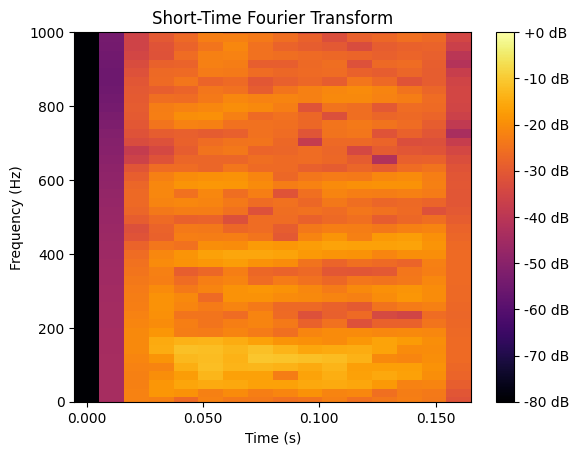 Short-Time Fourier Transform
1000
800
600
400
200
0
Frequency (Hz)
0.000
0.050
0.100
0.150
Time (s)
+0 dB
-10 dB
-20 dB
-30 dB
-40 dB
-50 dB
-60 dB
-70 dB
-80 dB